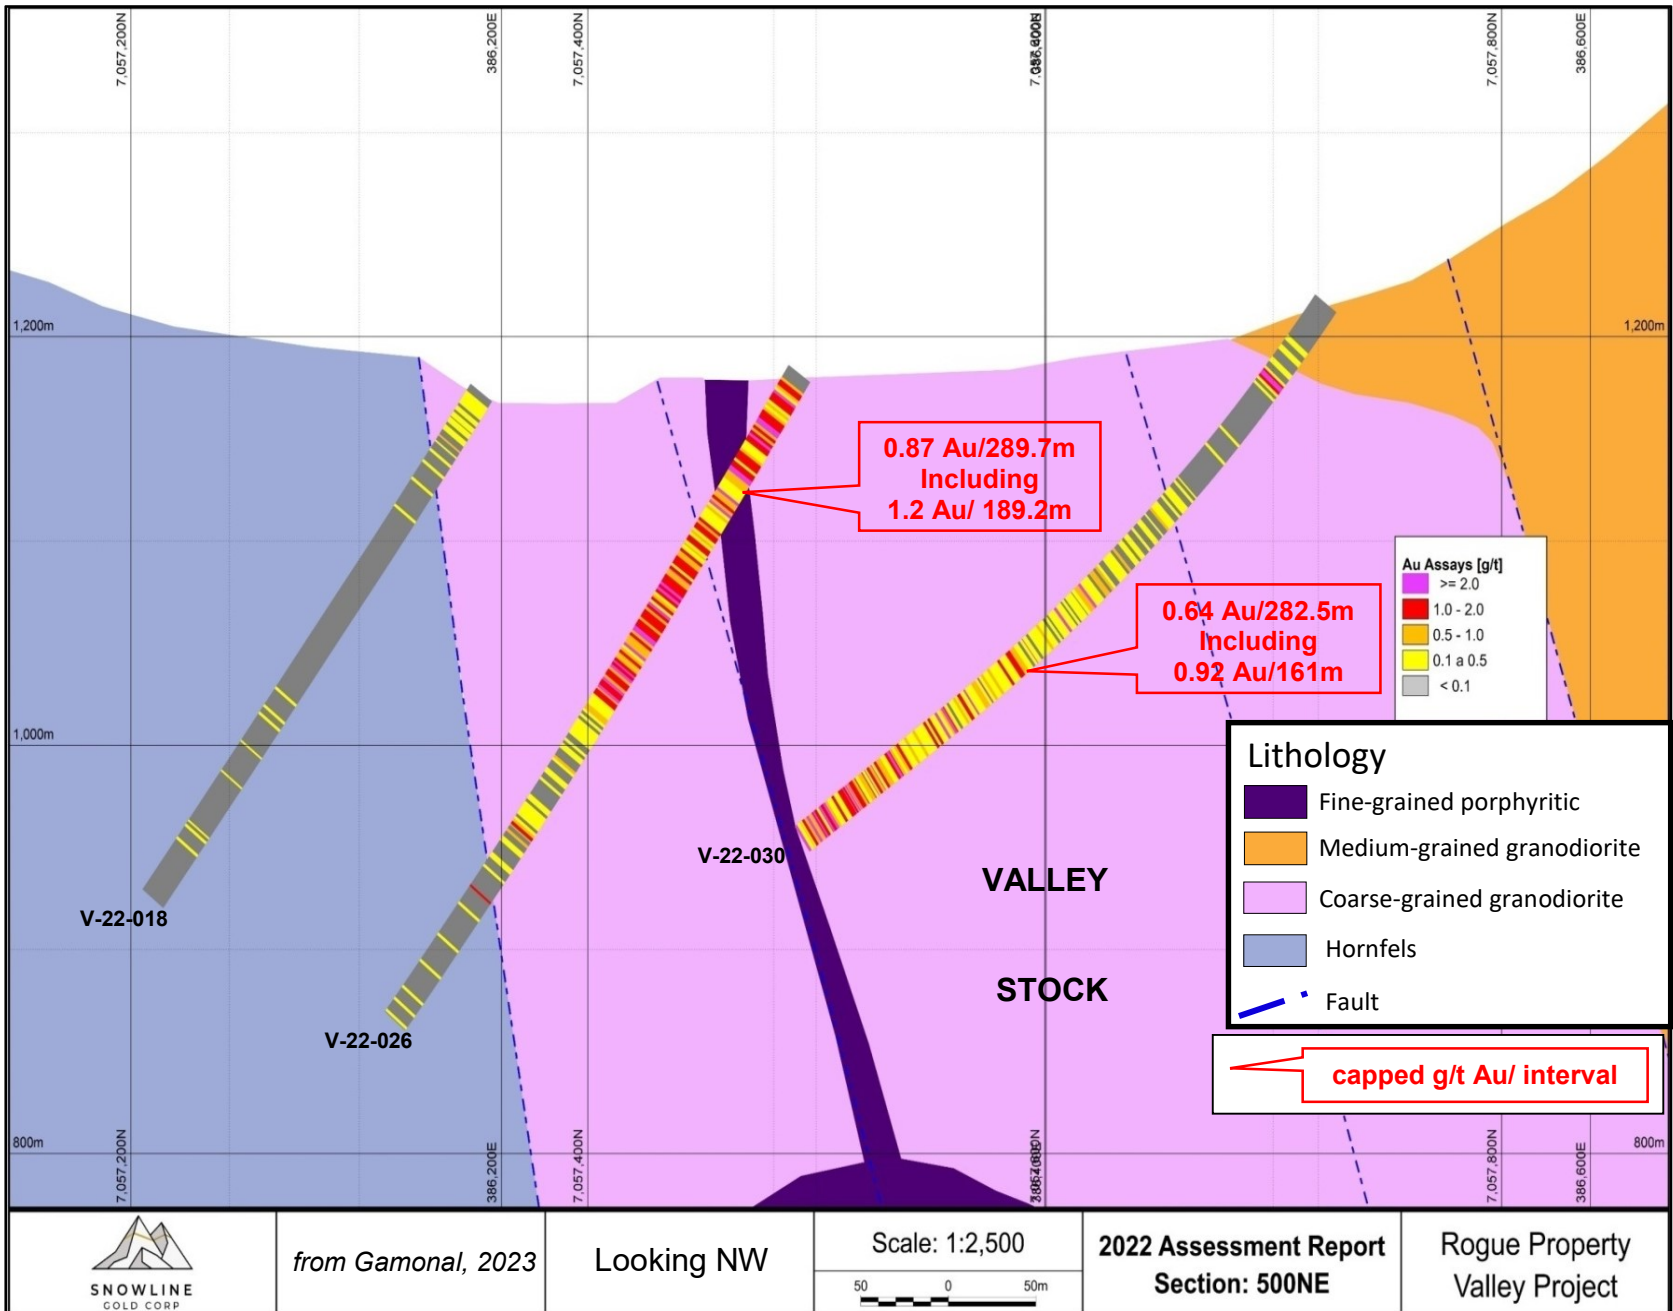 7,057,200N
386,200E
7,057,400N
7,057,800N
386,600E
1,200m
1,200m
0.87 Au/289.7m
Including
1.2 Au/ 189.2m
Au Assays [g/t]
>= 2.0
1.0 - 2.0
0.5 - 1.0
0.1 a 0.5
< 0.1
0.64 Au/282.5m
Including
0.92 Au/161m
1,000m
Lithology
Fine-grained porphyritic
Medium-grained granodiorite
Coarse-grained granodiorite
Hornfels
Fault
V-22-030
VALLEY
V-22-018
STOCK
V-22-026
capped g/t Au/ interval
800m
800m
7,057,200N
386,200E
7,057,400N
7,057,800N
386,600E
SNOWLINE
GOLD CORP
from Gamonal, 2023
Looking NW
Scale: 1:2,500
50 0 50m
2022 Assessment Report
Section: 500NE
Rogue Property
Valley Project